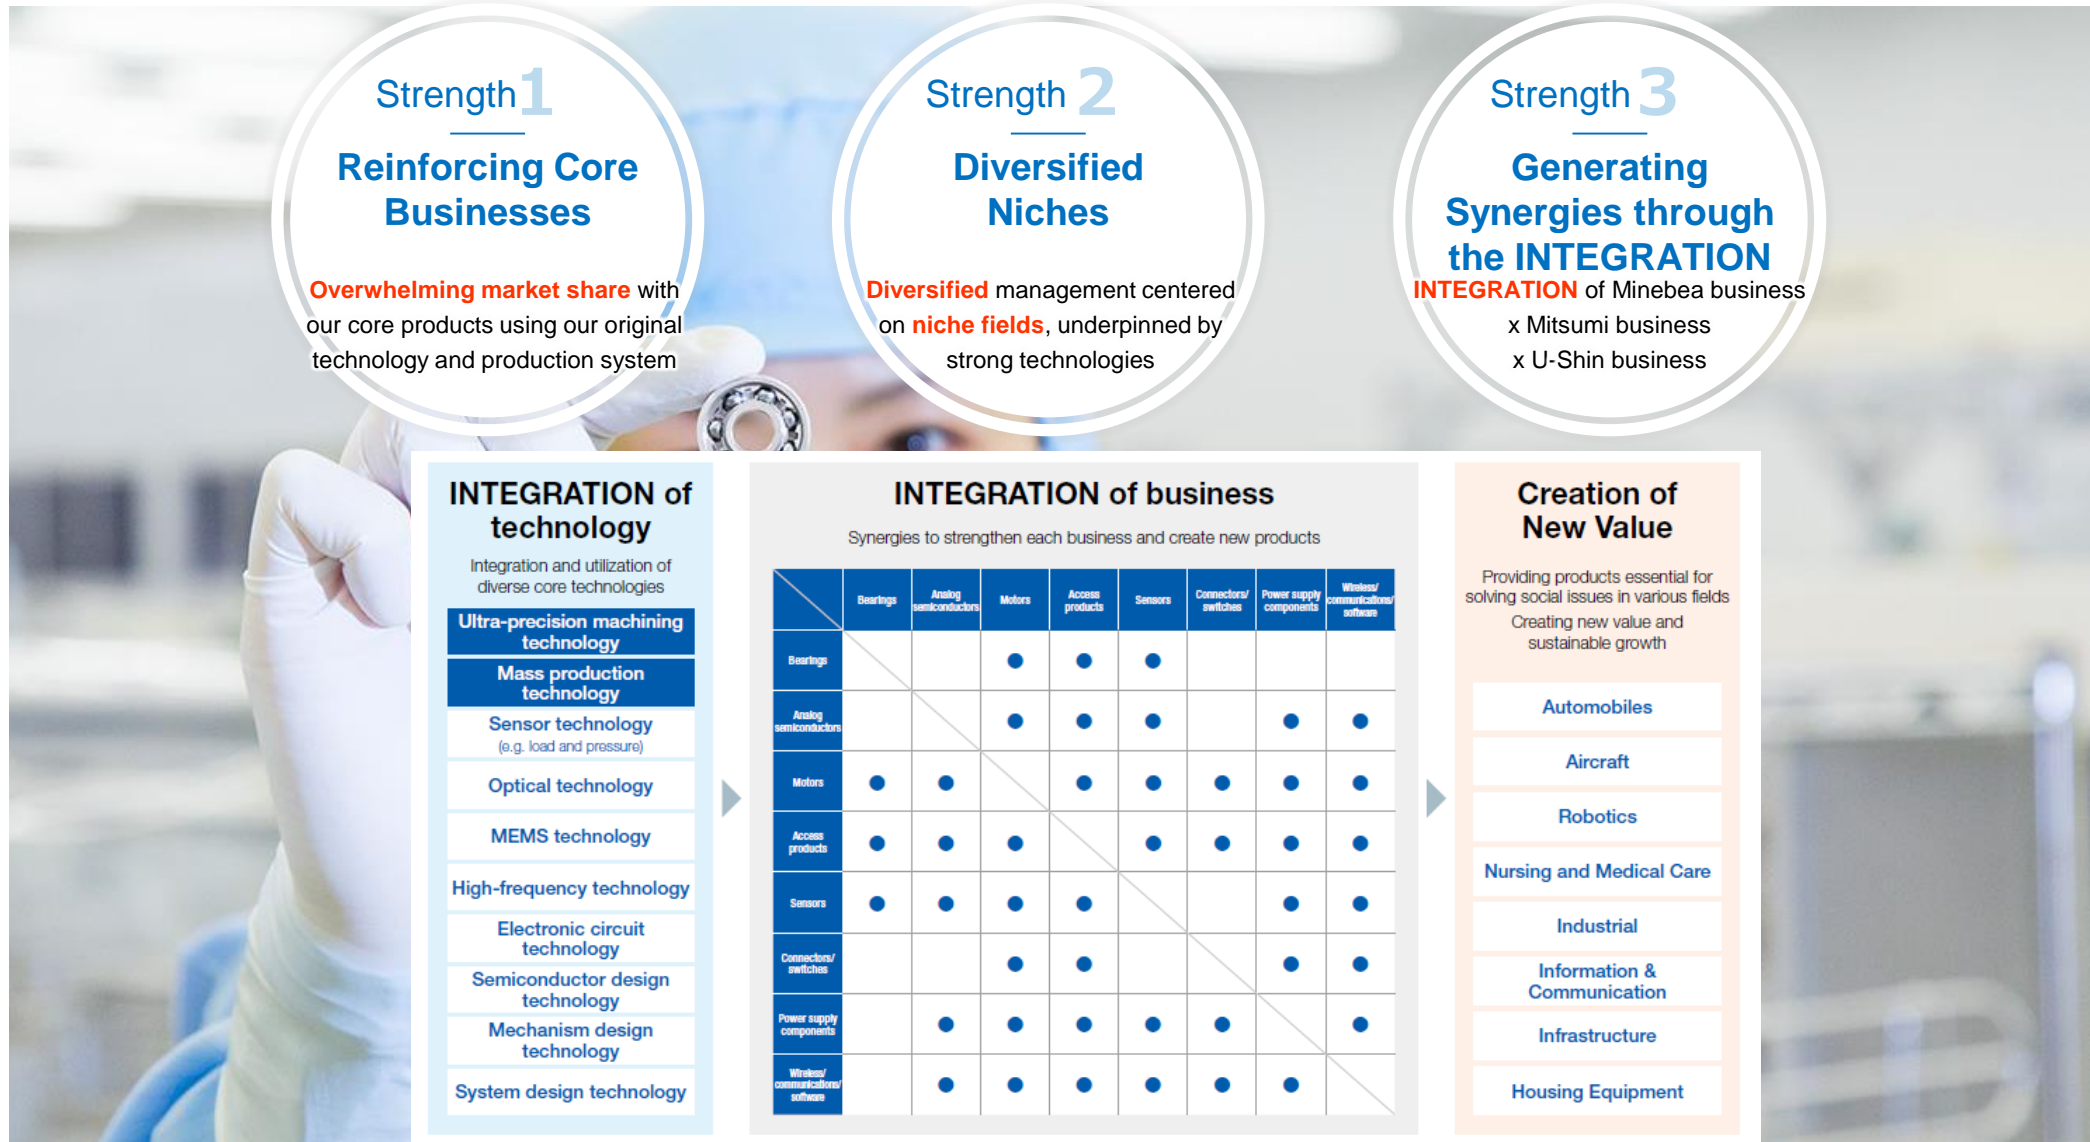 Strength 1
Reinforcing Core
Businesses
Overwhelming market share with
our core products using our original
technology and production system
Strength 2
Diversified
Niches
Diversified management centered
on niche fields, underpinned by
strong technologies
Strength 3
Generating
Synergies through
the INTEGRATION
INTEGRATION of Minebea business
x Mitsumi business
x U-Shin business
INTEGRATION of
technology
Integration and utilization of
diverse core technologies
Ultra-precision machining
technology
Mass production
technology
Sensor technology
(e.g. load and pressure)
Optical technology
MEMS technology
High-frequency technology
Electronic circuit
technology
Semiconductor design
technology
Mechanism design
technology
System design technology
INTEGRATION of business
Synergies to strengthen each business and create new products
Bearings
Analog
semiconductors
Motors
Access
products
Sensors
Connectors/
switches
Power supply
components
Wireless/
communications/
software
Bearings
Analog
semiconductors
Motors
Access
products
Sensors
Connectors/
switches
Power supply
components
Wireless/
communications/
software
Creation of
New Value
Providing products essential for
solving social issues in various fields
Creating new value and
sustainable growth
Automobiles
Aircraft
Robotics
Nursing and Medical Care
Industrial
Information &
Communication
Infrastructure
Housing Equipment